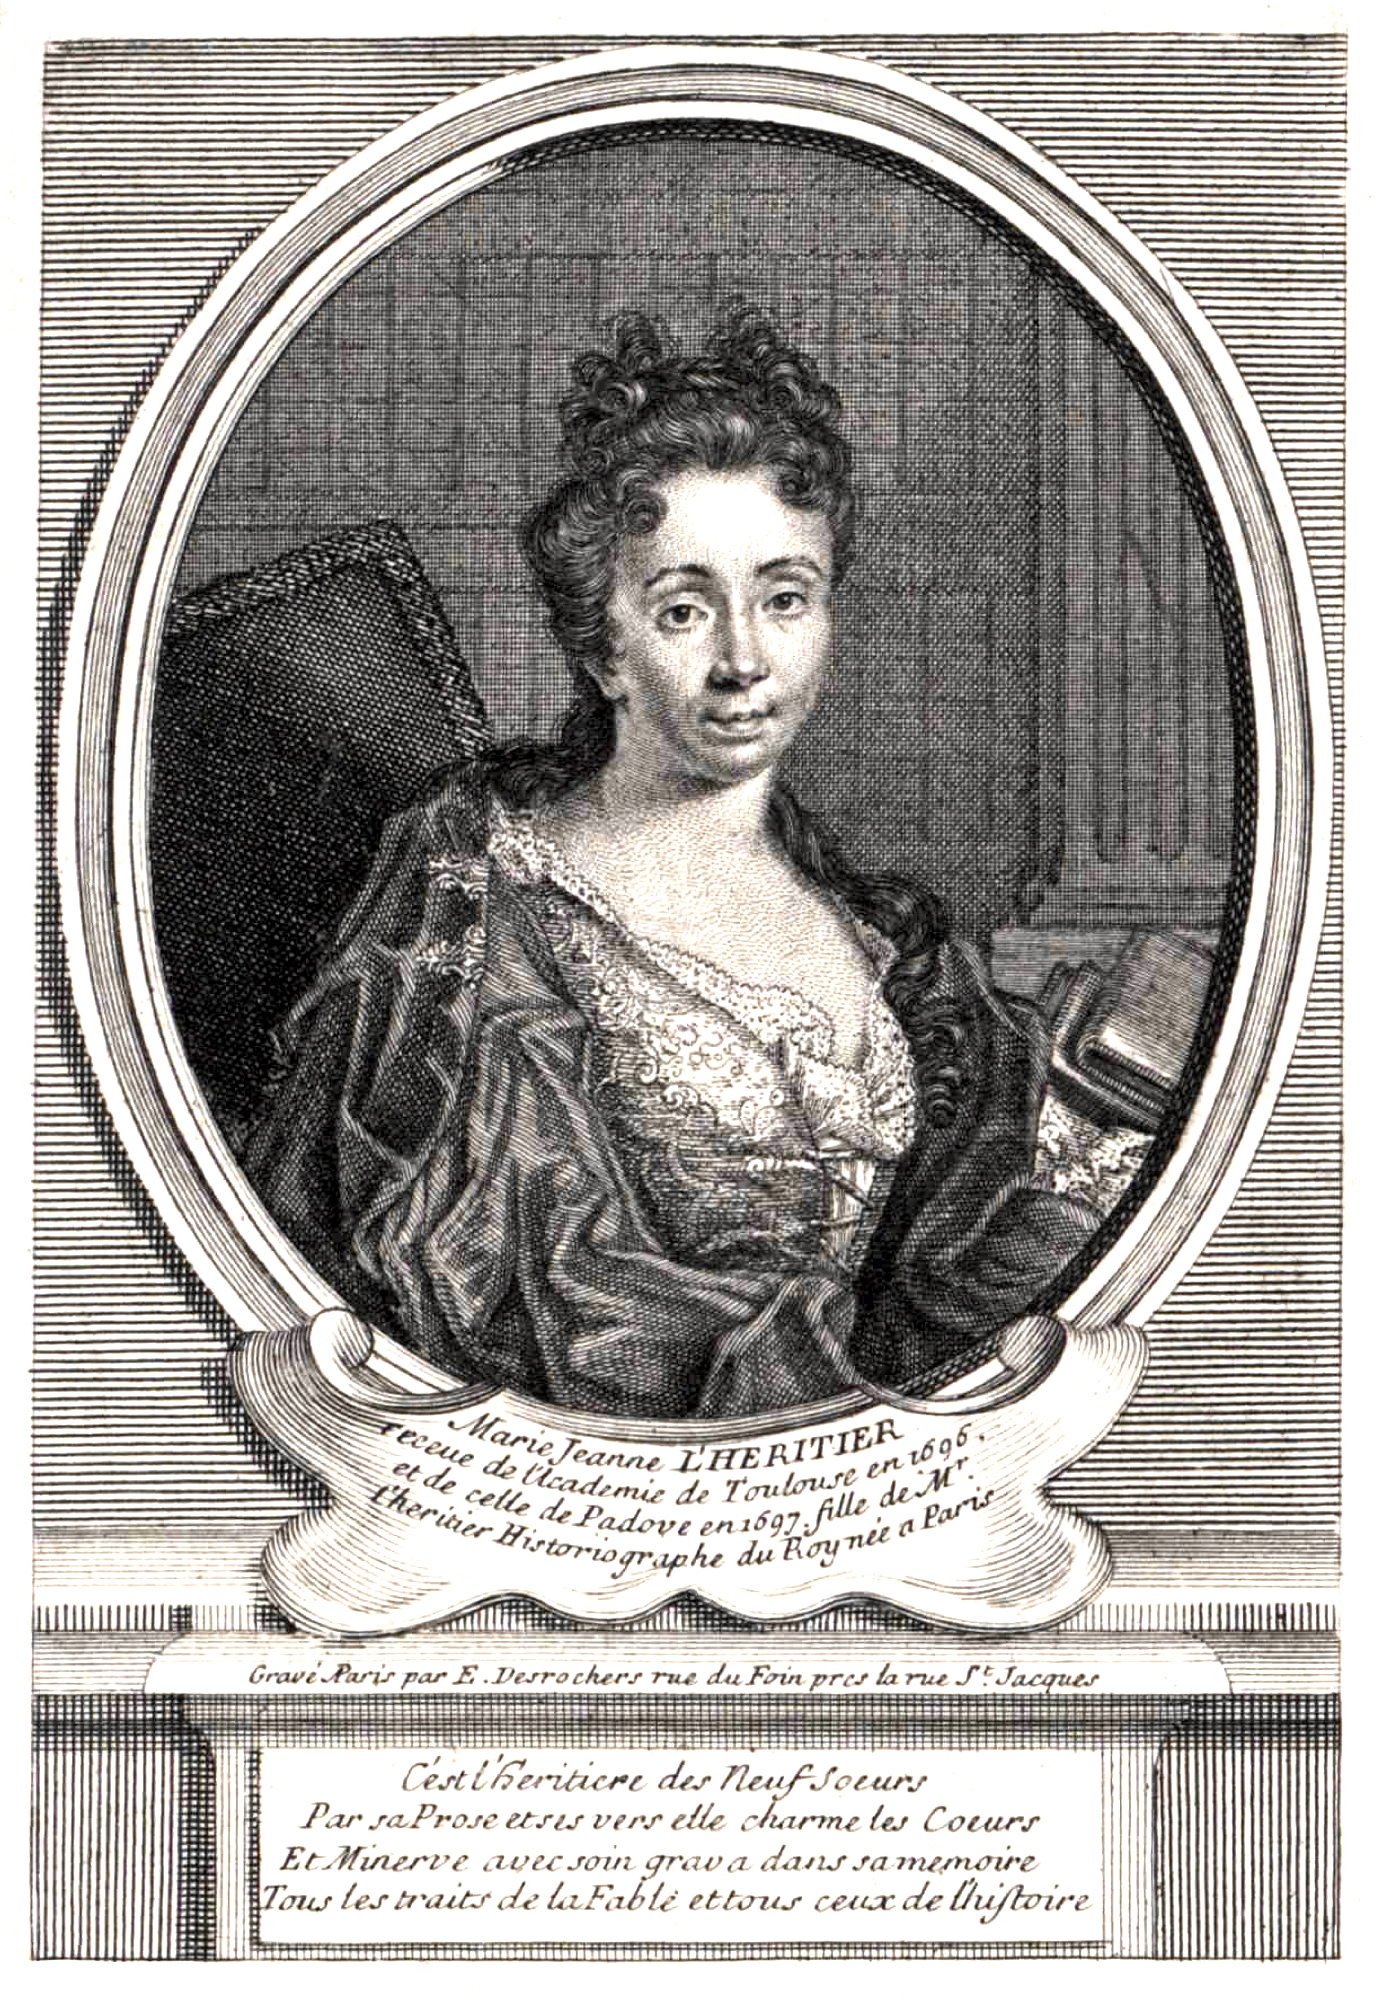 Marie Jeanne L'HERITIER
receue de l'Academie de Toulouse en 1696.
et de celle de Padove en 1697. fille de Mr.
l'heritier Historiographe du Roy née a Paris
Gravé A Paris par E. Desrochers rue du Foin pres la rue St. Jacques
C'est l'heritiere des Neuf Soeurs
Par sa Prose et ses vers elle charme les Coeurs
Et Minerve avec soin grava dans sa memoire
Tous les traits de la Fable et tous ceux de l'histoire